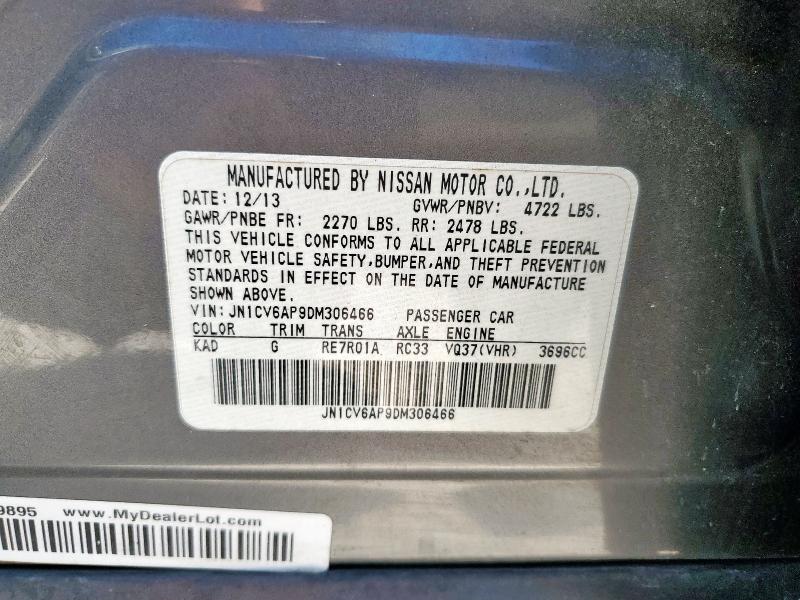 MANUFACTURED BY NISSAN MOTOR CO.,LTD.
DATE: 12/13 GVWR/PNBV: 4722 LBS.
GAWR/PNBE FR: 2270 LBS. RR: 2478 LBS.
THIS VEHICLE CONFORMS TO ALL APPLICABLE FEDERAL
MOTOR VEHICLE SAFETY,BUMPER,AND THEFT PREVENTION
STANDARDS IN EFFECT ON THE DATE OF MANUFACTURE
SHOWN ABOVE.
VIN: JN1CV6AP9DM306466 PASSENGER CAR
COLOR TRIM TRANS AXLE ENGINE
KAD G RE7R01A RC33 VQ37(VHR) 3696CC
JN1CV6AP9DM306466
9895 www.MyDealerLot.com